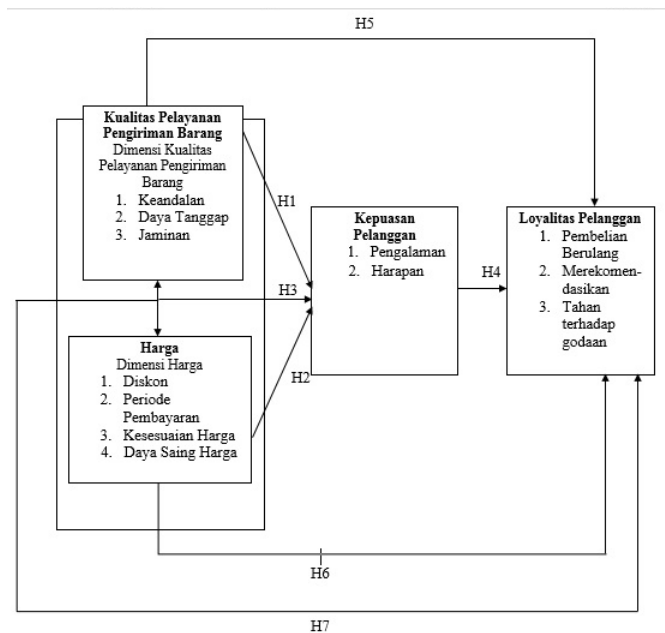 H5
Kualitas Pelayanan
Pengiriman Barang
Dimensi Kualitas
Pelayanan Pengiriman
Barang
1. Keandalan
2. Daya Tanggap
3. Jaminan
H1
Kepuasan
Pelanggan
1. Pengalaman
2. Harapan
Loyalitas Pelanggan
1. Pembelian
Berulang
2. Merekomen-
dasikan
3. Tahan
terhadap
godaan
H4
H3
Harga
Dimensi Harga
1. Diskon
2. Periode
Pembayaran
3. Kesesuaian Harga
4. Daya Saing Harga
H2
H6
H7